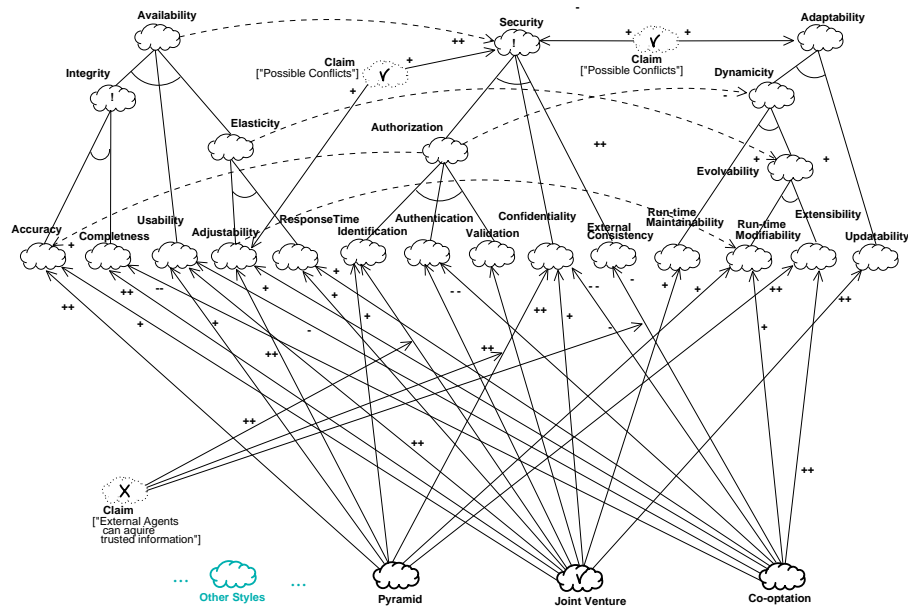 Availability
Security
Adaptability
-
++
-
+
+
+
!
Claim
["Possible Conflicts"]
Claim
["Possible Conflicts"]
Integrity
Dynamicity
!
+
-
Elasticity
Authorization
++
+
+
Evolvability
Accuracy
Completness
Usability
Adjustability
ResponseTime
Identification
Authentication
Validation
Confidentiality
External
Consistency
Run-time
Maintainability
Run-time
Modifiability
Extensibility
Updatability
+
+
++
++
--
+
+
--
--
-
+
+
++
++
+
+
+
-
+
++
+
-
+
++
++
++
++
++
Claim
["External Agents
can aquire
trusted information"]
...
...
Other Styles
Pyramid
Joint Venture
Co-optation